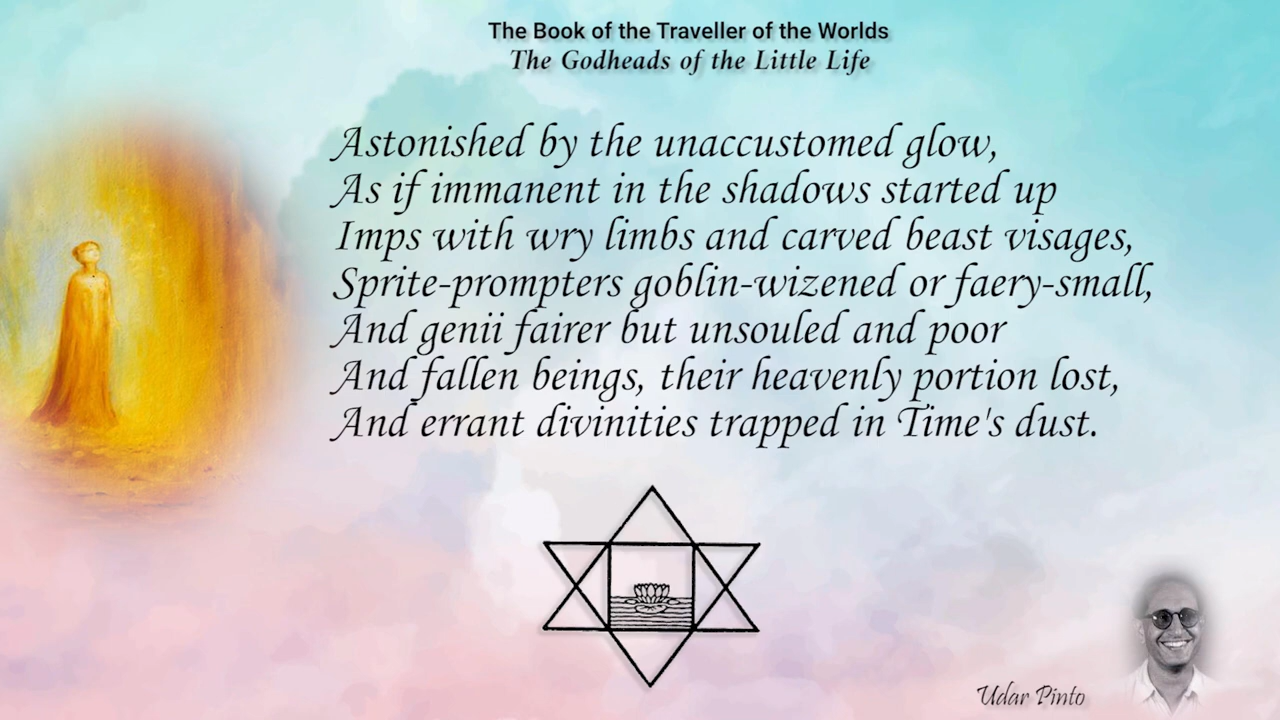 The Book of the Traveller of the Worlds
The Godheads of the Little Life
Astonished by the unaccustomed glow,
As if immanent in the shadows started up
Imps with wry limbs and carved beast visages,
Sprite-prompters goblin-wizened or faery-small,
And genii fairer but unsouled and poor
And fallen beings, their heavenly portion lost,
And errant divinities trapped in Time's dust.
Udar Pinto